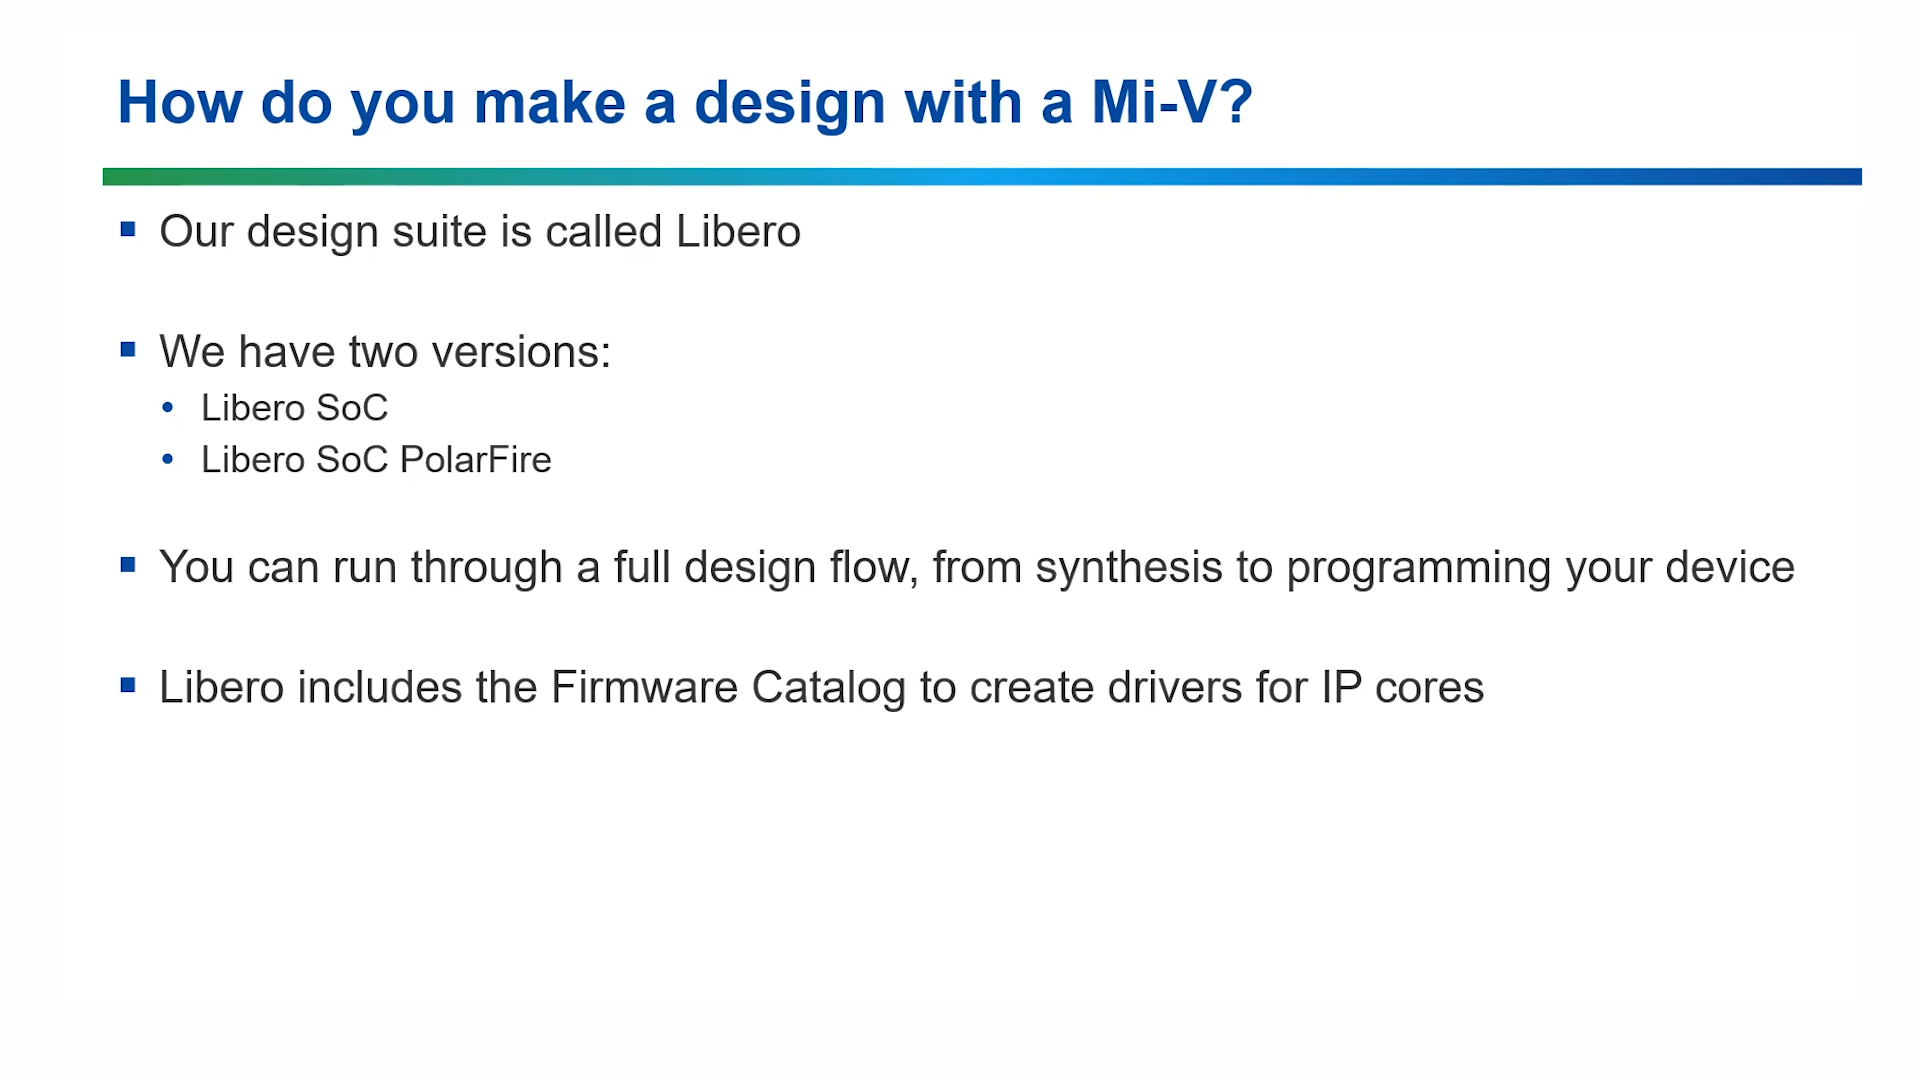 How do you make a design with a Mi-V?
▪ Our design suite is called Libero
▪ We have two versions:
• Libero SoC
• Libero SoC PolarFire
▪ You can run through a full design flow, from synthesis to programming your device
▪ Libero includes the Firmware Catalog to create drivers for IP cores